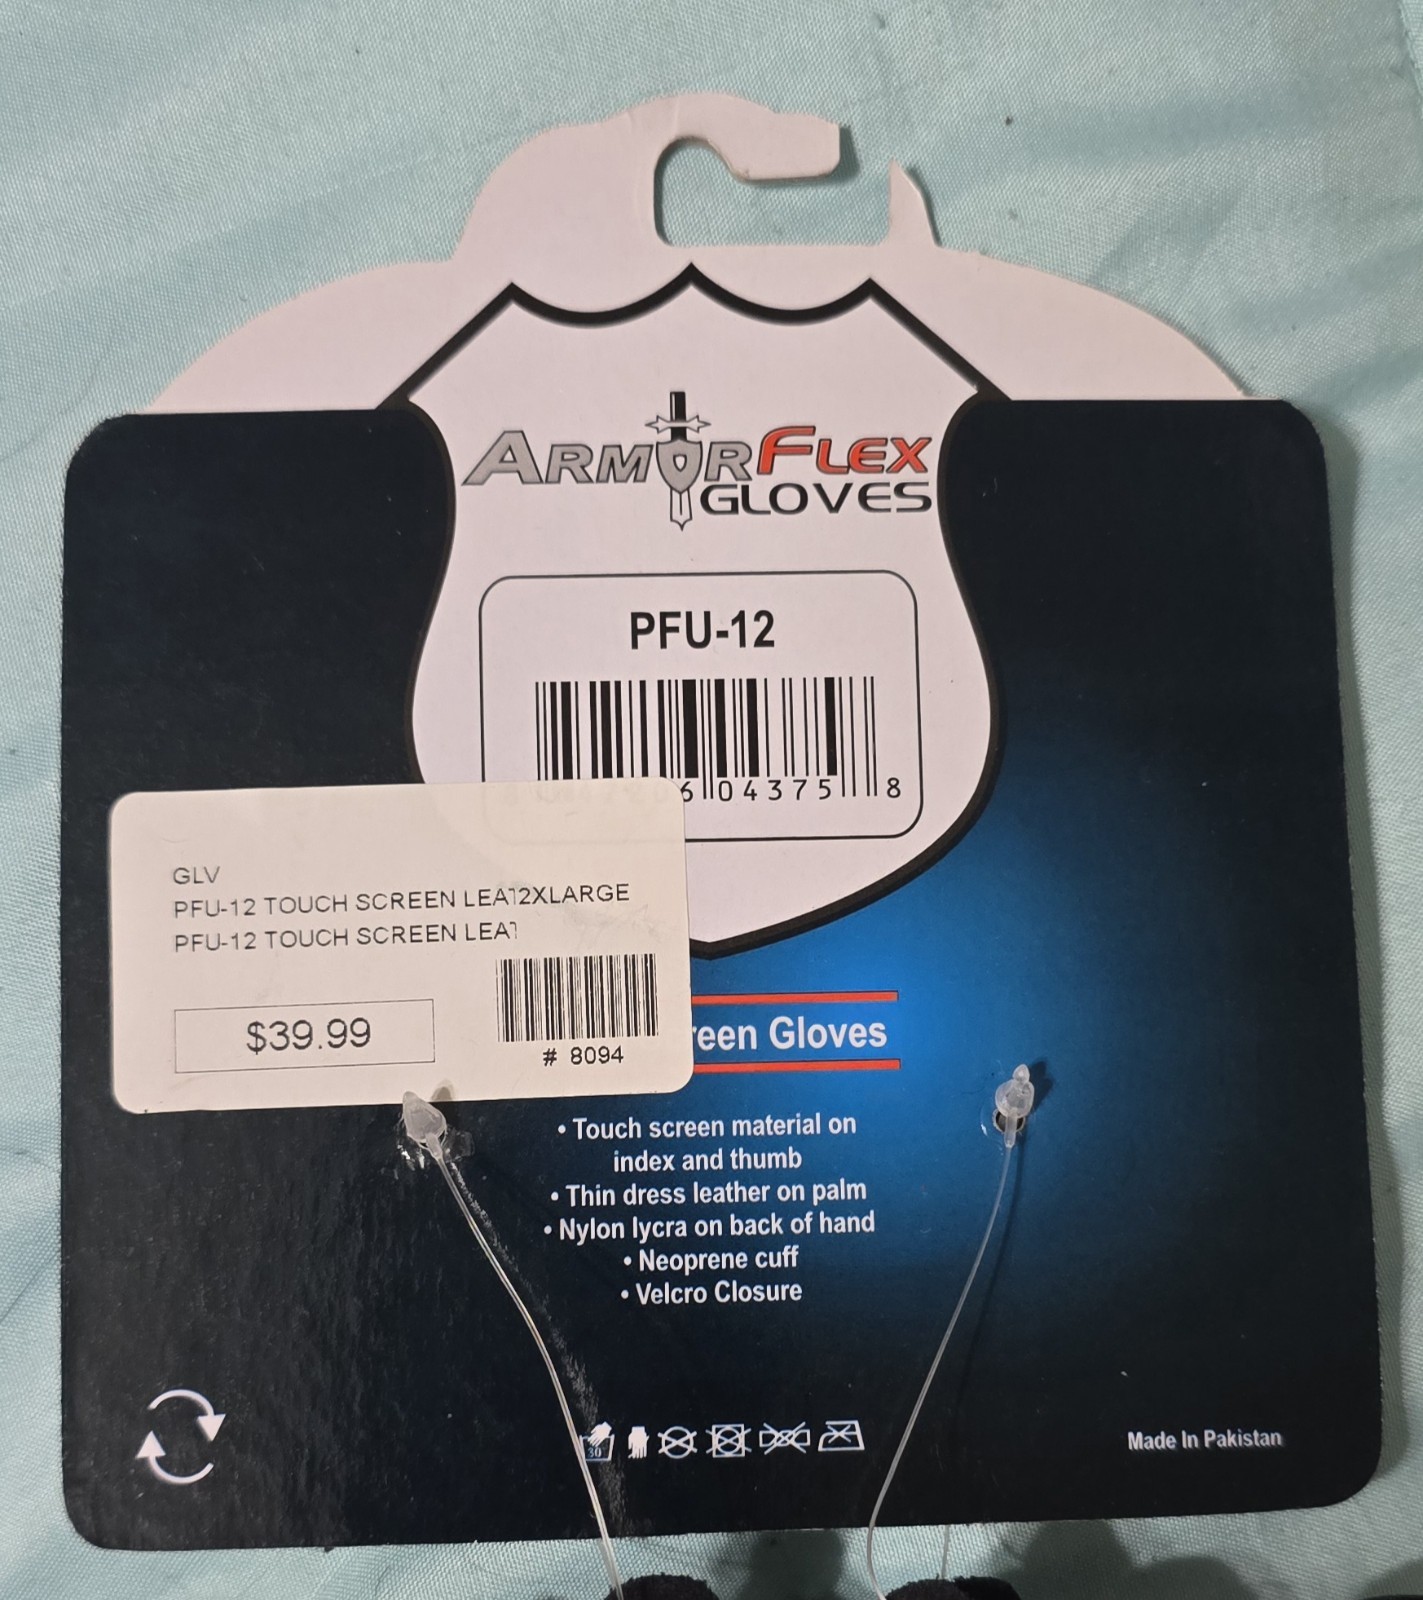 ARMORFLEX
GLOVES
PFU-12
6 04375 8
GLV
PFU-12 TOUCH SCREEN LEAT2XLARGE
PFU-12 TOUCH SCREEN LEAT
$39.99
# 8094
reen Gloves
• Touch screen material on
index and thumb
• Thin dress leather on palm
• Nylon lycra on back of hand
• Neoprene cuff
• Velcro Closure
30°
Made In Pakistan